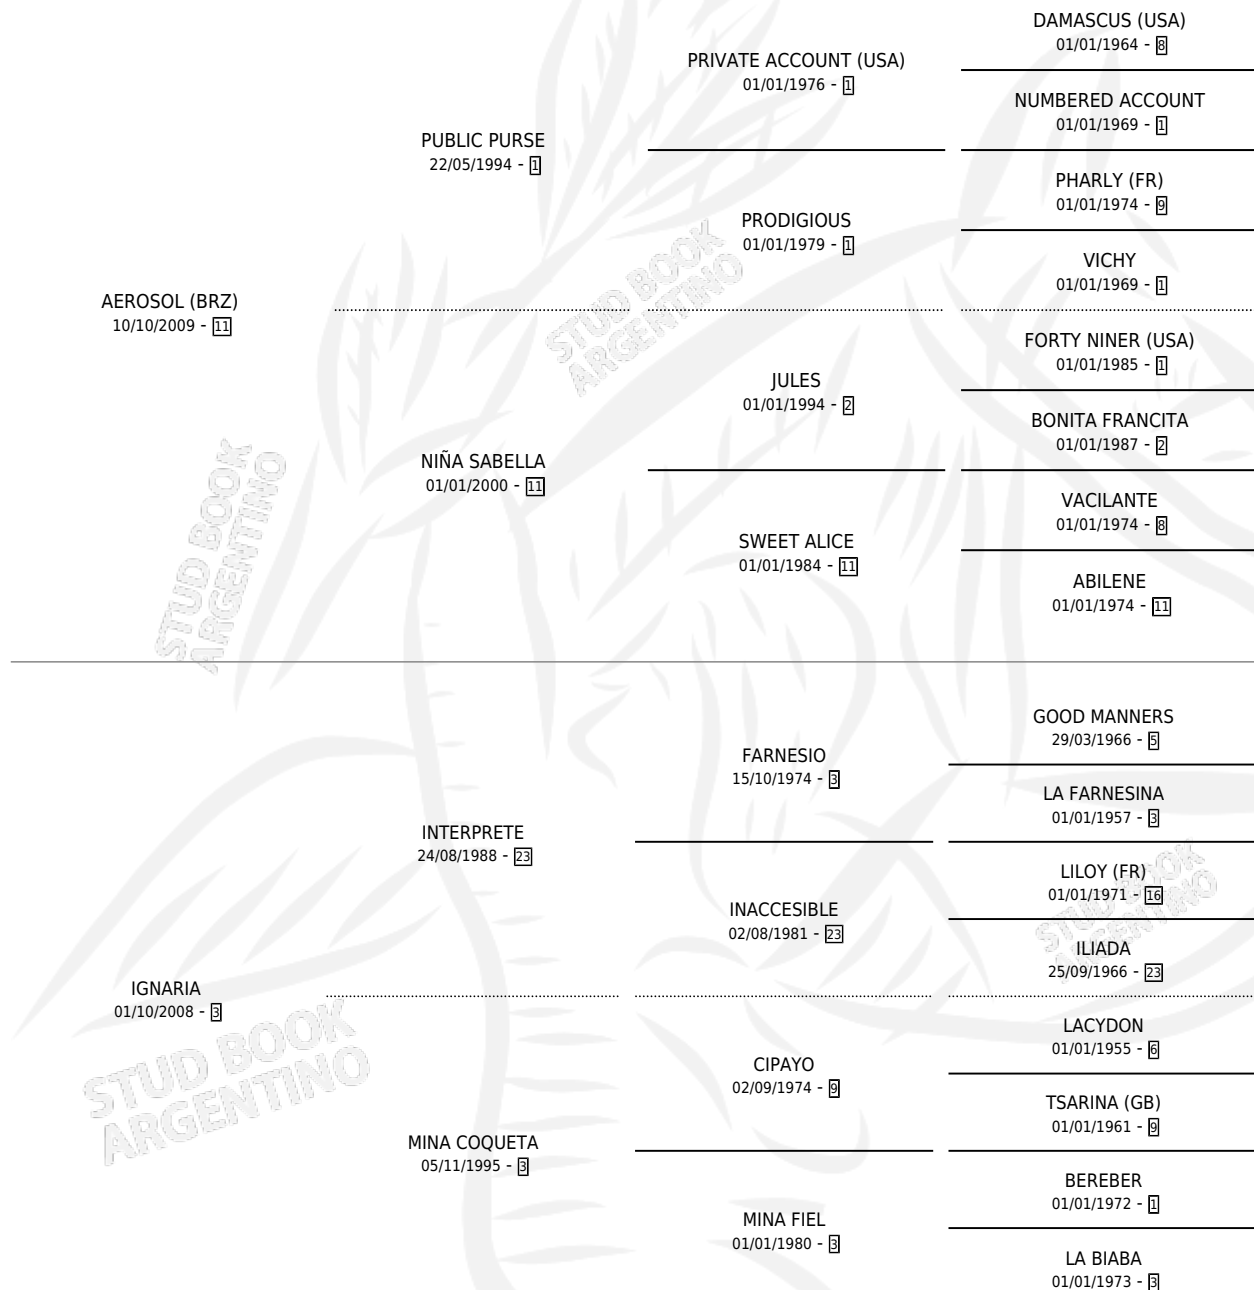 DAMASCUS (USA)
01/01/1964 - 8
PRIVATE ACCOUNT (USA)
01/01/1976 - 1
NUMBERED ACCOUNT
01/01/1969 - 1
PUBLIC PURSE
22/05/1994 - 1
PHARLY (FR)
01/01/1974 - 9
PRODIGIOUS
01/01/1979 - 1
VICHY
01/01/1969 - 1
AEROSOL (BRZ)
10/10/2009 - 11
FORTY NINER (USA)
01/01/1985 - 1
JULES
01/01/1994 - 2
BONITA FRANCITA
01/01/1987 - 2
NIÑA SABELLA
01/01/2000 - 11
VACILANTE
01/01/1974 - 8
SWEET ALICE
01/01/1984 - 11
ABILENE
01/01/1974 - 11
GOOD MANNERS
29/03/1966 - 5
FARNESIO
15/10/1974 - 3
LA FARNESINA
01/01/1957 - 3
INTERPRETE
24/08/1988 - 23
LILOY (FR)
01/01/1971 - 16
INACCESIBLE
02/08/1981 - 23
ILIADA
25/09/1966 - 23
IGNARIA
01/10/2008 - 3
LACYDON
01/01/1955 - 6
CIPAYO
02/09/1974 - 9
TSARINA (GB)
01/01/1961 - 9
MINA COQUETA
05/11/1995 - 3
BEREBER
01/01/1972 - 1
MINA FIEL
01/01/1980 - 3
LA BIABA
01/01/1973 - 3
STUD BOOK
ARGENTINO
STUD BOOK
ARGENTINO
STUD BOOK
ARGENTINO
STUD BOOK
ARGENTINO